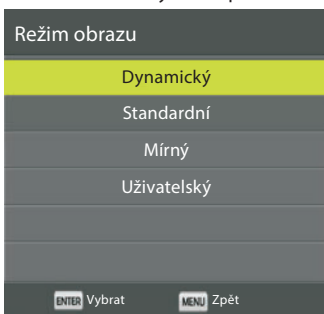 Režim obrazu
Dynamický
Standardní
Mírný
Uživatelský
ENTER Vybrat MENU Zpět